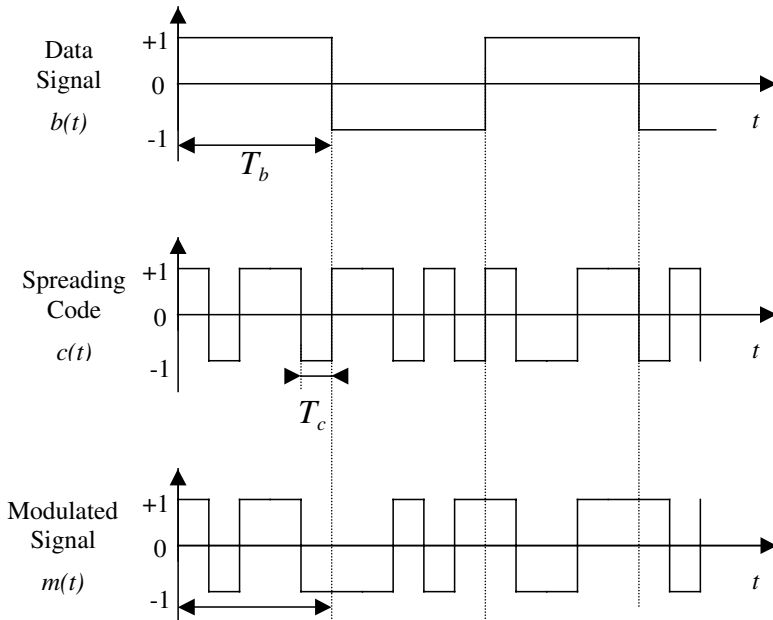 +1
Data
Signal
0
b(t)
t
-1
T_b
+1
Spreading
Code
0
c(t)
t
-1
T_c
+1
Modulated
Signal
0
m(t)
t
-1